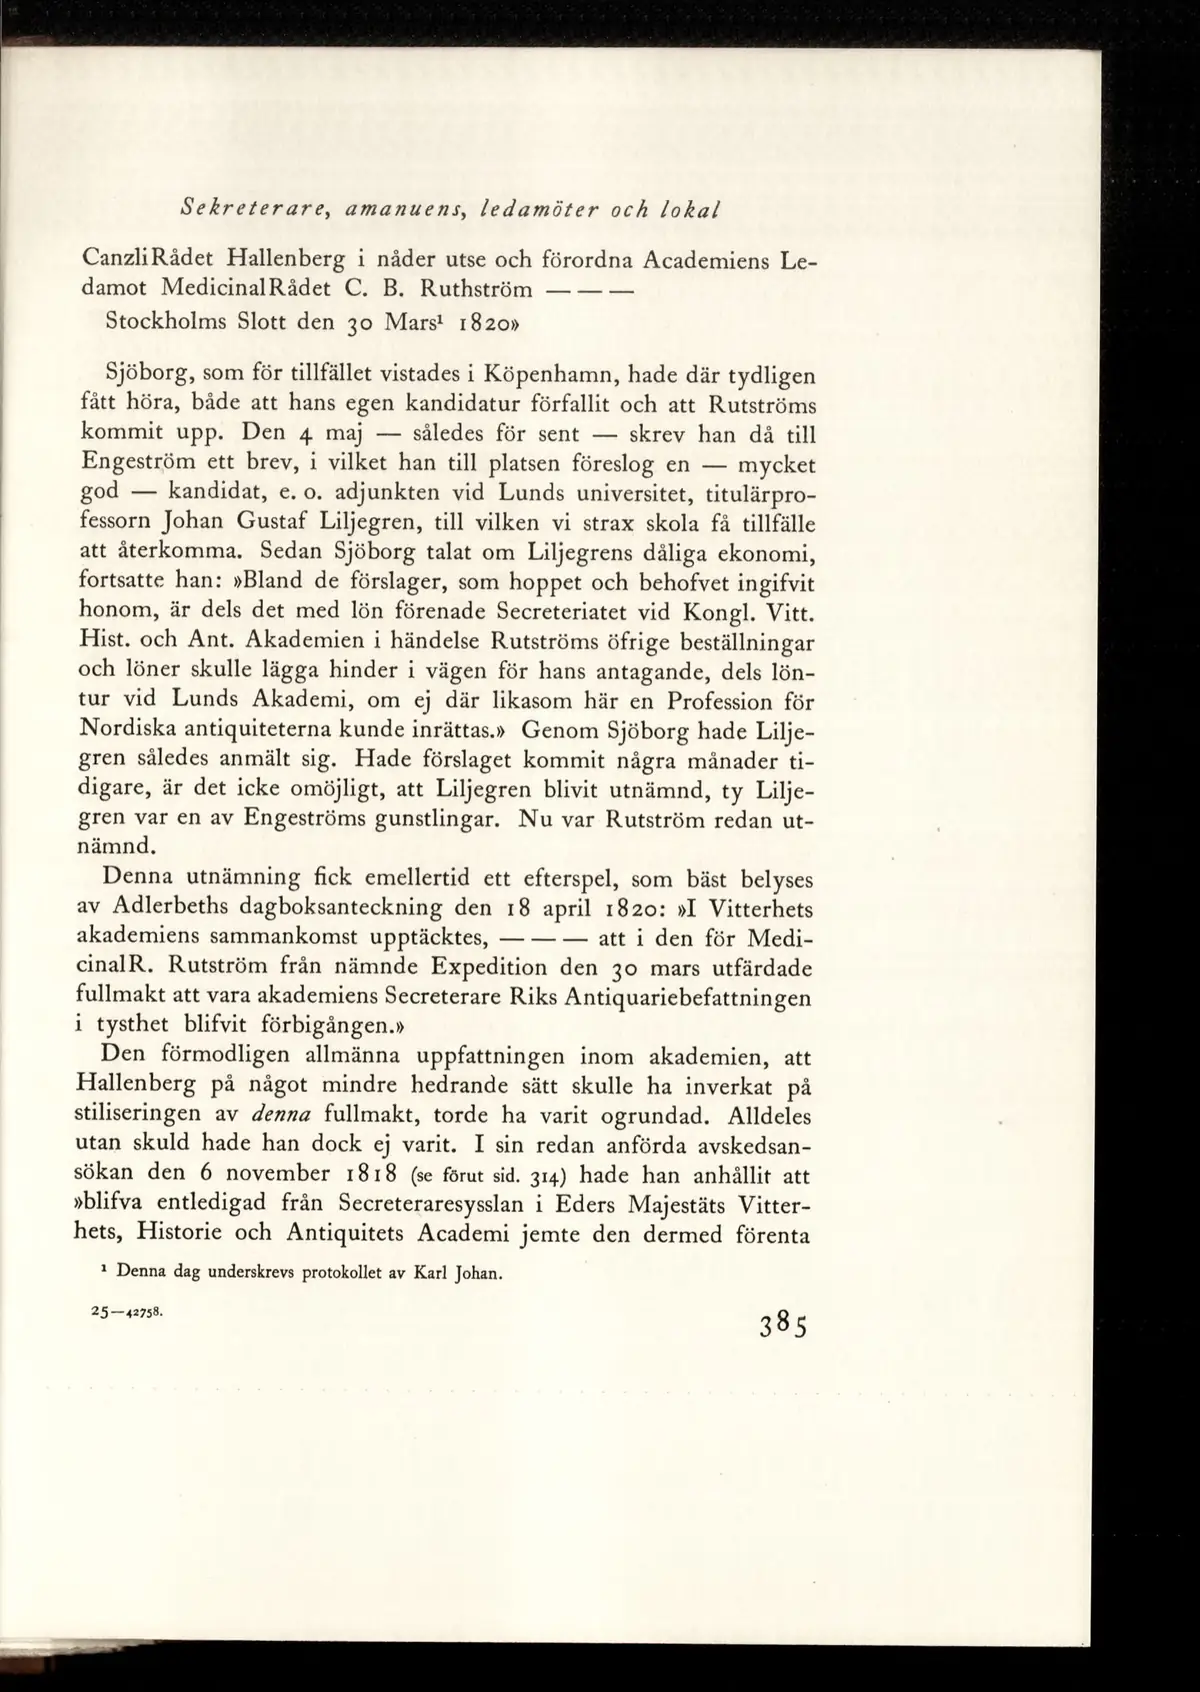 Sekreterare, amanuens, ledamöter och lokal
CanzliRådet Hallenberg i nåder utse och förordna Academiens Le-
damot MedicinalRådet C. B. Ruthström — — —
Stockholms Slott den 30 Mars¹ 1820»
Sjöborg, som för tillfället vistades i Köpenhamn, hade där tydligen
fått höra, både att hans egen kandidatur förfallit och att Rutströms
kommit upp. Den 4 maj — således för sent — skrev han då till
Engeström ett brev, i vilket han till platsen föreslog en — mycket
god — kandidat, e. o. adjunkten vid Lunds universitet, titulärpro-
fessorn Johan Gustaf Liljegren, till vilken vi strax skola få tillfälle
att återkomma. Sedan Sjöborg talat om Liljegrens dåliga ekonomi,
fortsatte han: »Bland de förslager, som hoppet och behofvet ingifvit
honom, är dels det med lön förenade Secreteriatet vid Kongl. Vitt.
Hist. och Ant. Akademien i händelse Rutströms öfrige beställningar
och löner skulle lägga hinder i vägen för hans antagande, dels lön-
tur vid Lunds Akademi, om ej där likasom här en Profession för
Nordiska antiquiteterna kunde inrättas.» Genom Sjöborg hade Lilje-
gren således anmält sig. Hade förslaget kommit några månader ti-
digare, är det icke omöjligt, att Liljegren blivit utnämnd, ty Lilje-
gren var en av Engeströms gunstlingar. Nu var Rutström redan ut-
nämnd.
Denna utnämning fick emellertid ett efterspel, som bäst belyses
av Adlerbeths dagboksanteckning den 18 april 1820: »I Vitterhets
akademiens sammankomst upptäcktes, — — — att i den för Medi-
cinalR. Rutström från nämnde Expedition den 30 mars utfärdade
fullmakt att vara akademiens Secreterare Riks Antiquariebefattningen
i tysthet blifvit förbigången.»
Den förmodligen allmänna uppfattningen inom akademien, att
Hallenberg på något mindre hedrande sätt skulle ha inverkat på
stiliseringen av denna fullmakt, torde ha varit ogrundad. Alldeles
utan skuld hade han dock ej varit. I sin redan anförda avskedsan-
sökan den 6 november 1818 (se förut sid. 314) hade han anhållit att
»blifva entledigad från Secreteraresysslan i Eders Majestäts Vitter-
hets, Historie och Antiquitets Academi jemte den dermed förenta
¹ Denna dag underskrevs protokollet av Karl Johan.
25—42758.
385